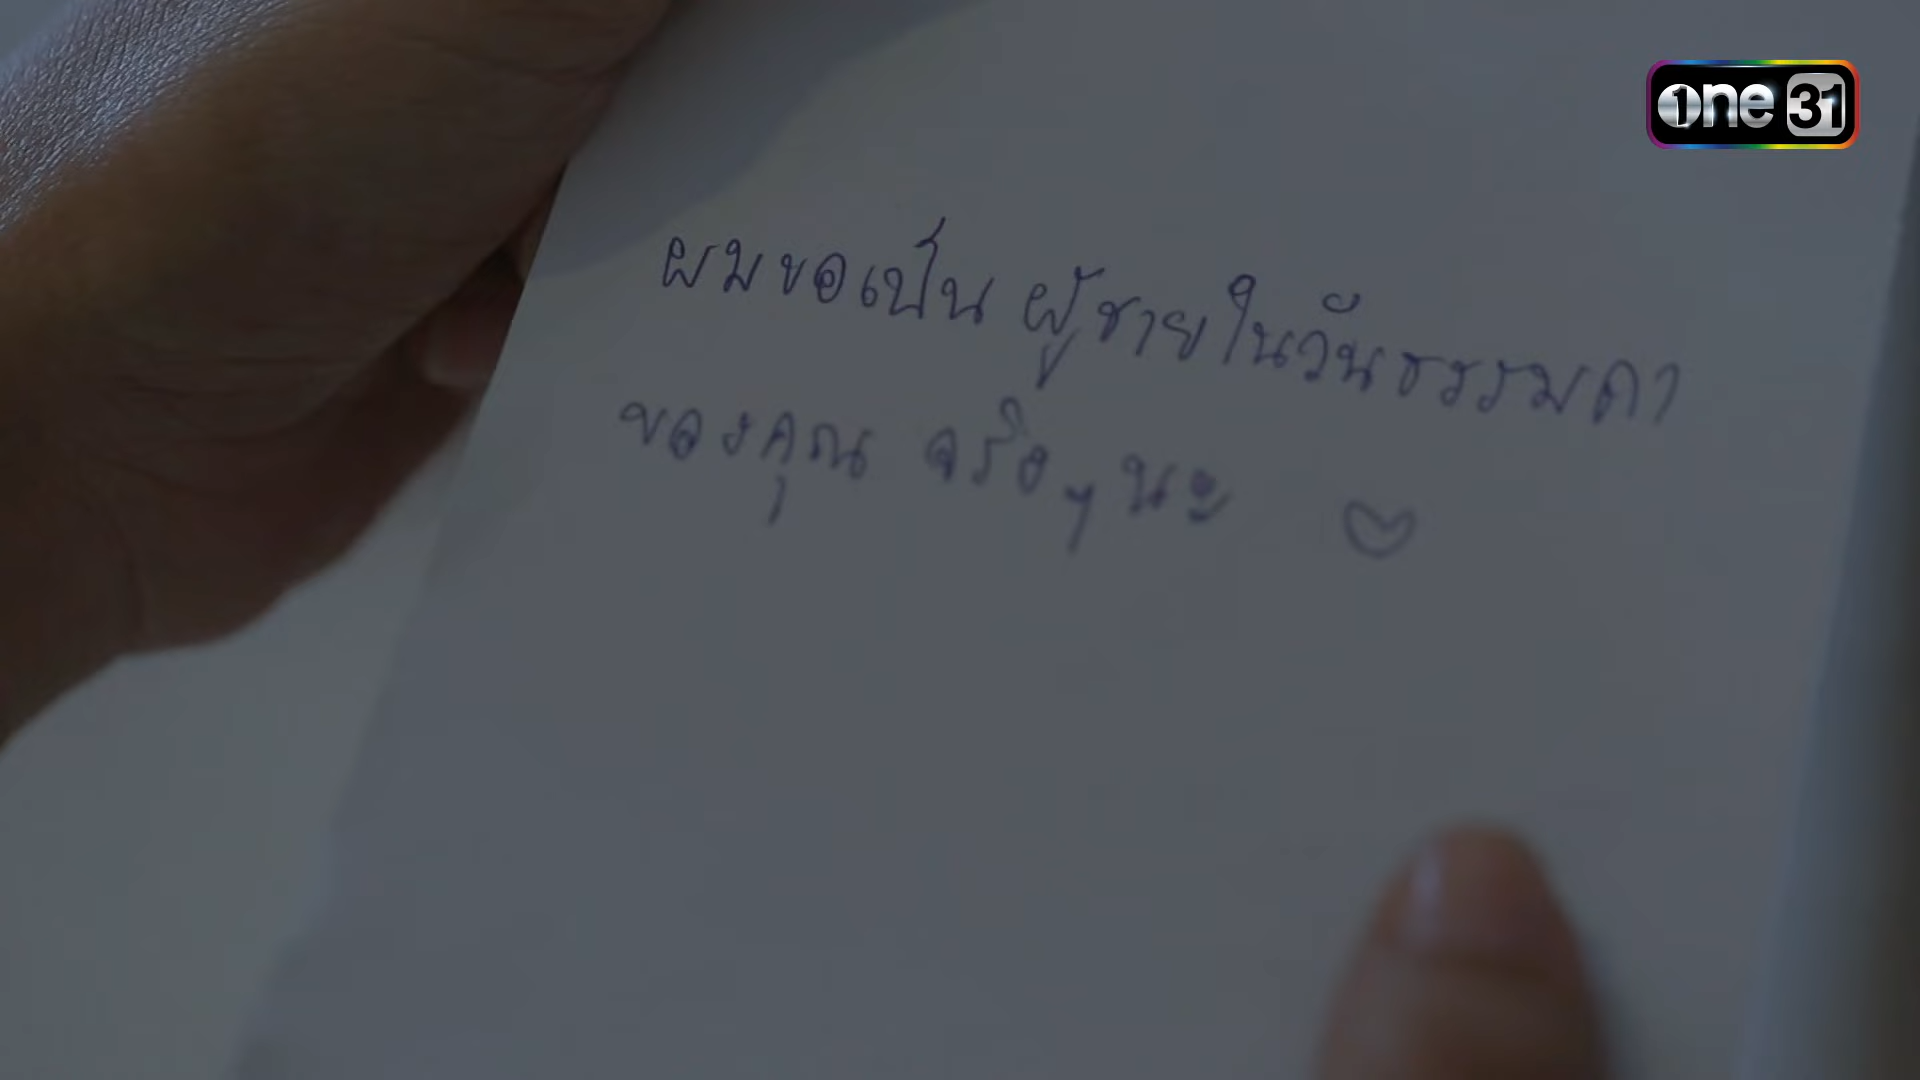 one31
ผมขอเป็น ผู้ชายในวันธรรมดา
ของคุณ จริงๆนะ ♡